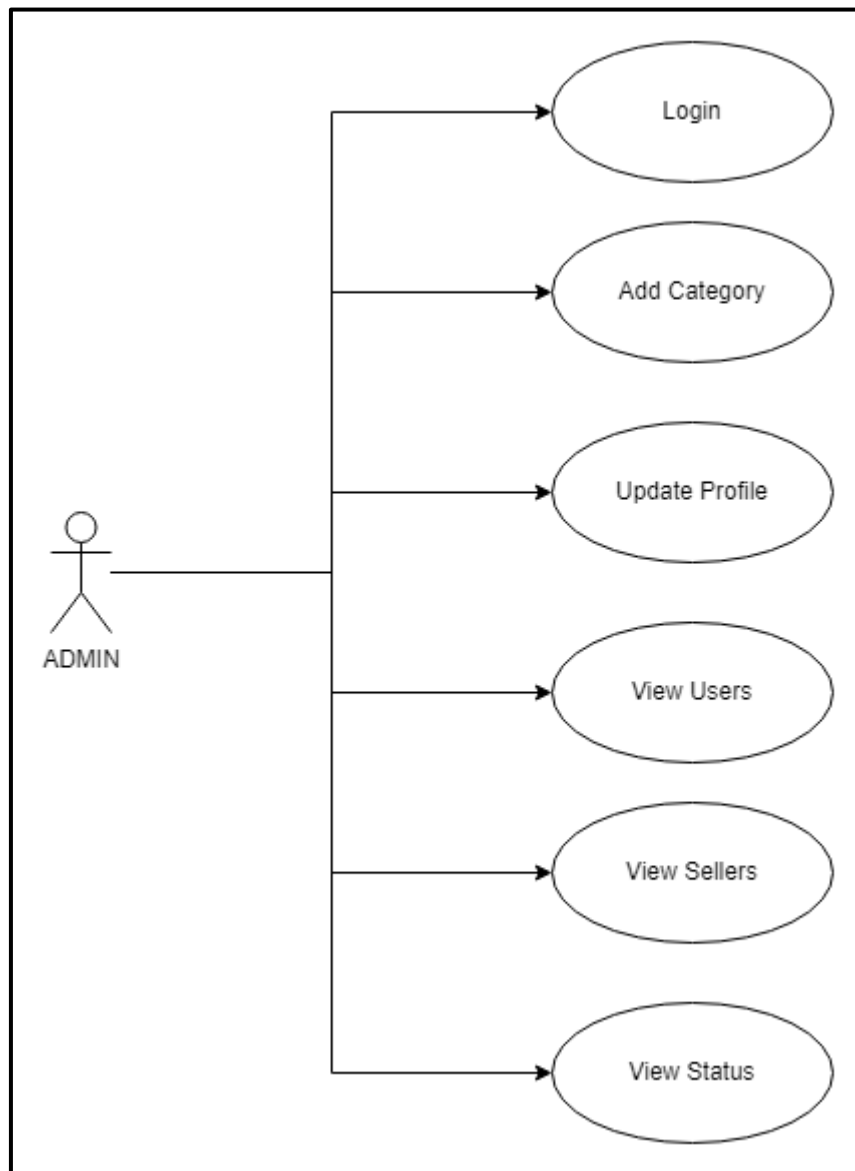 Login
Add Category
Update Profile
ADMIN
View Users
View Sellers
View Status